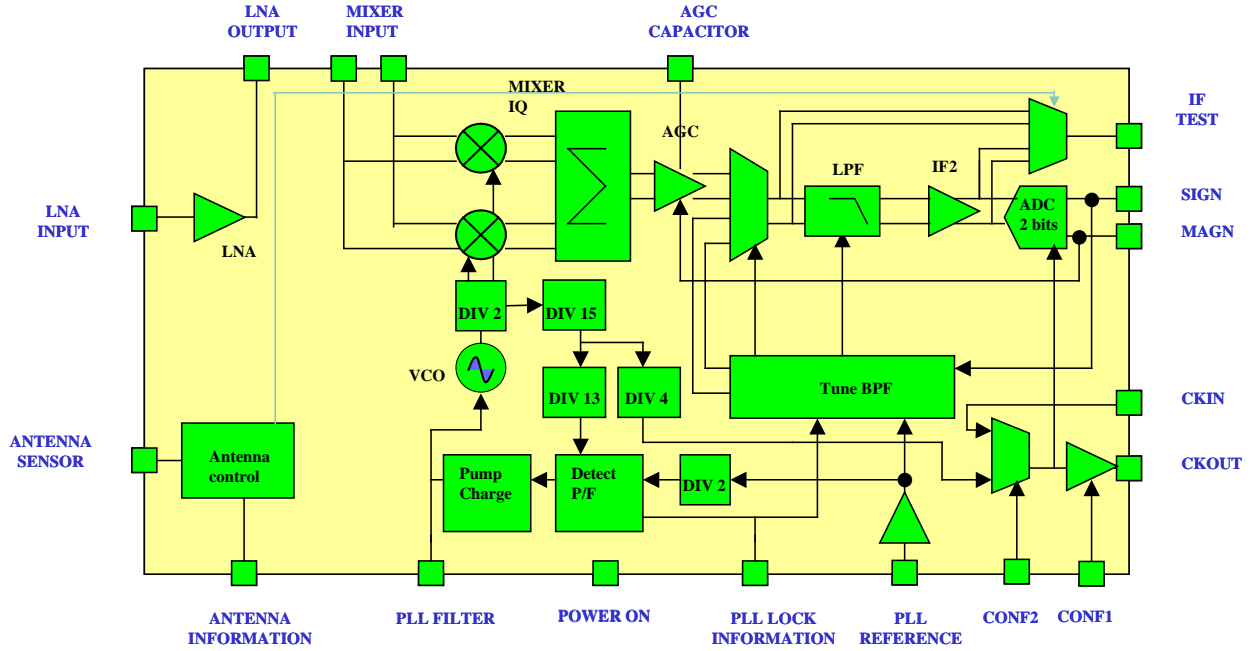 LNA
OUTPUT
MIXER
INPUT
AGC
CAPACITOR
MIXER
IQ
IF
TEST
AGC
LPF
IF2
SIGN
ADC
2 bits
LNA
INPUT
MAGN
LNA
DIV 2
DIV 15
VCO
Tune BPF
DIV 13
DIV 4
CKIN
ANTENNA
SENSOR
Antenna
control
Pump
Charge
Detect
P/F
DIV 2
CKOUT
ANTENNA
INFORMATION
PLL FILTER
POWER ON
PLL LOCK
INFORMATION
PLL
REFERENCE
CONF2
CONF1